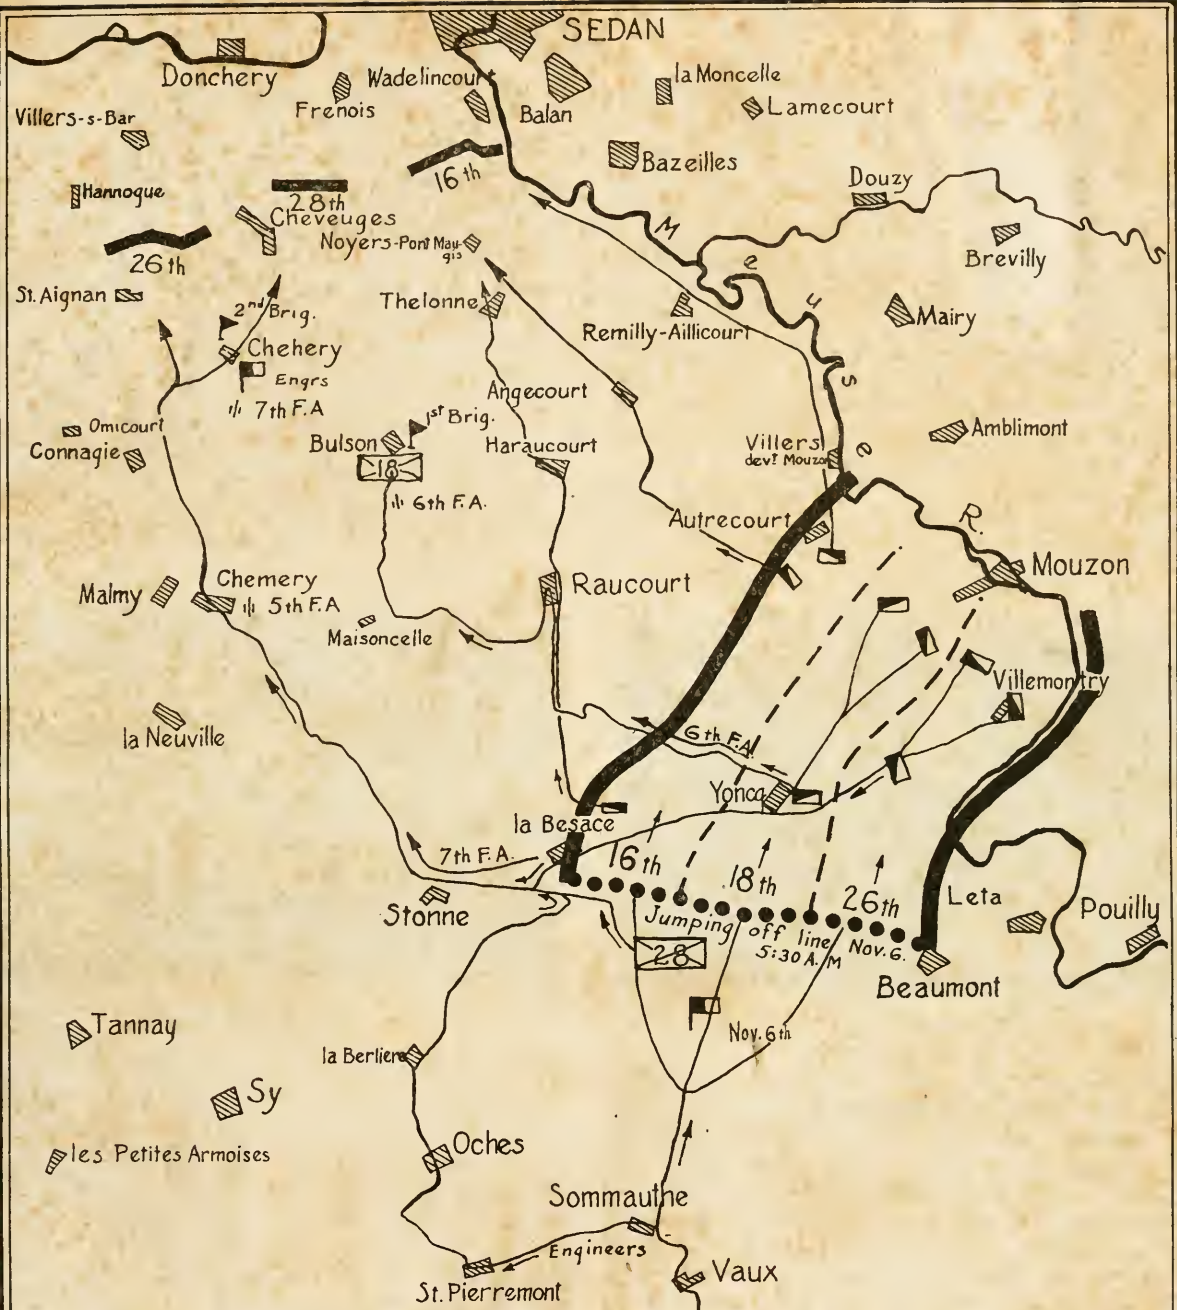 SEDAN
Donchery
Wadelincourt
la Moncelle
Frenois
Balan
Lamecourt
Villers-s-Bar
Bazeilles
16th
Douzy
Hannoque
28th
Cheveuges
Noyers-Pont Mau-
gis
26th
Brevilly
St. Aignan
Thelonne
Meuse R.
Mairy
2nd Brig.
Remilly-Aillicourt
Chehery
Engrs
7th F.A
Angecourt
Omicourt
1st Brig.
Bulson
Haraucourt
Villers
devt Mouzon
Amblimont
Connagie
18
6th F.A.
Autrecourt
Mouzon
Chemery
Malmy
5th F.A
Raucourt
Maisoncelle
Villemontry
la Neuville
6th F.A.
Yoncq
la Besace
7th F.A.
16th
18th
26th
Stonne
Leta
Pouilly
Jumping off line Nov. 6.
5:30 A.M
28
Beaumont
Tannay
Nov. 6th
la Berliere
Sy
Oches
les Petites Armoises
Sommauthe
Engineers
Vaux
St. Pierremont